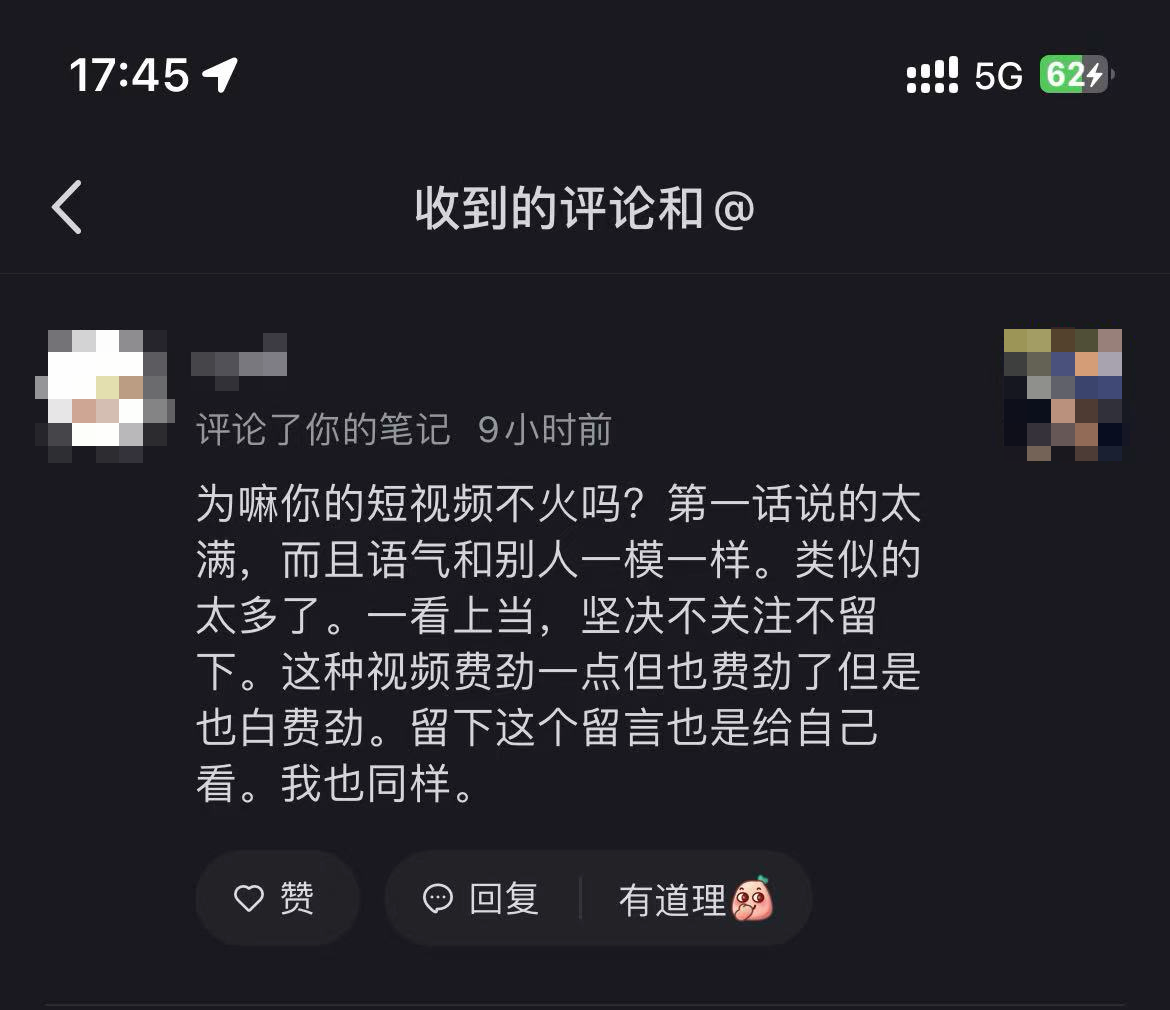 17:45
5G 62
收到的评论和@
评论了你的笔记 9小时前
为嘛你的短视频不火吗？第一话说的太
满，而且语气和别人一模一样。类似的
太多了。一看上当，坚决不关注不留
下。这种视频费劲一点但也费劲了但是
也白费劲。留下这个留言也是给自己
看。我也同样。
赞 回复 有道理